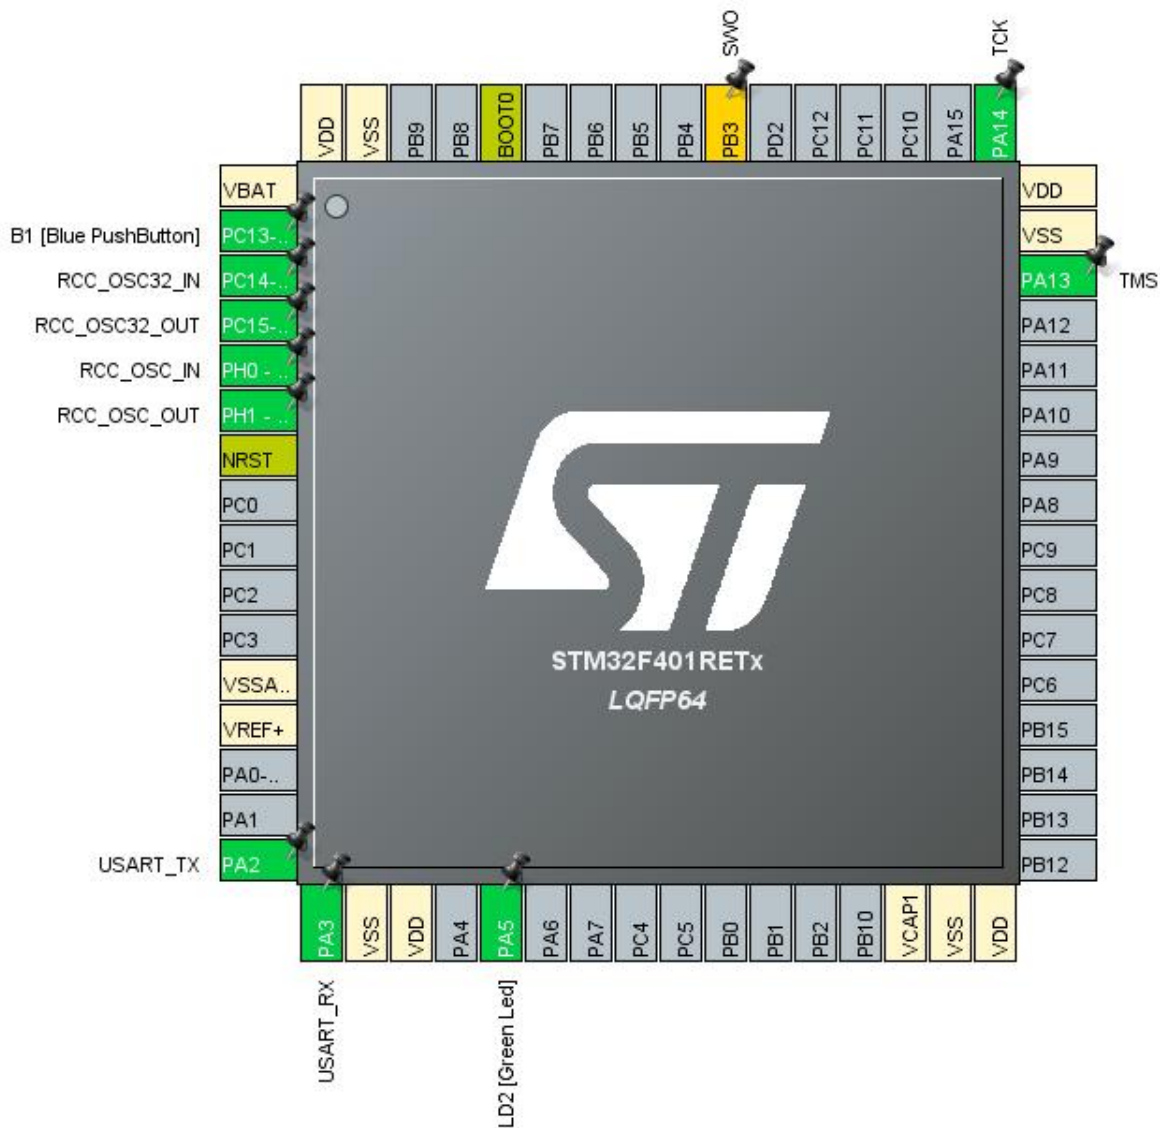 SWO
TCK
VDD
VSS
PB9
PB8
BOOT0
PB7
PB6
PB5
PB4
PB3
PD2
PC12
PC11
PC10
PA15
PA14
VBAT
B1 [Blue PushButton] PC13-..
RCC_OSC32_IN PC14-..
RCC_OSC32_OUT PC15-..
RCC_OSC_IN PH0 - ..
RCC_OSC_OUT PH1 - ..
NRST
PC0
PC1
PC2
PC3
VSSA..
VREF+
PA0-..
PA1
USART_TX PA2
ST
STM32F401RETx
LQFP64
VDD
VSS
PA13 TMS
PA12
PA11
PA10
PA9
PA8
PC9
PC8
PC7
PC6
PB15
PB14
PB13
PB12
PA3
VSS
VDD
PA4
PA5
PA6
PA7
PC4
PC5
PB0
PB1
PB2
PB10
VCAP1
VSS
VDD
USART_RX
LD2 [Green Led]